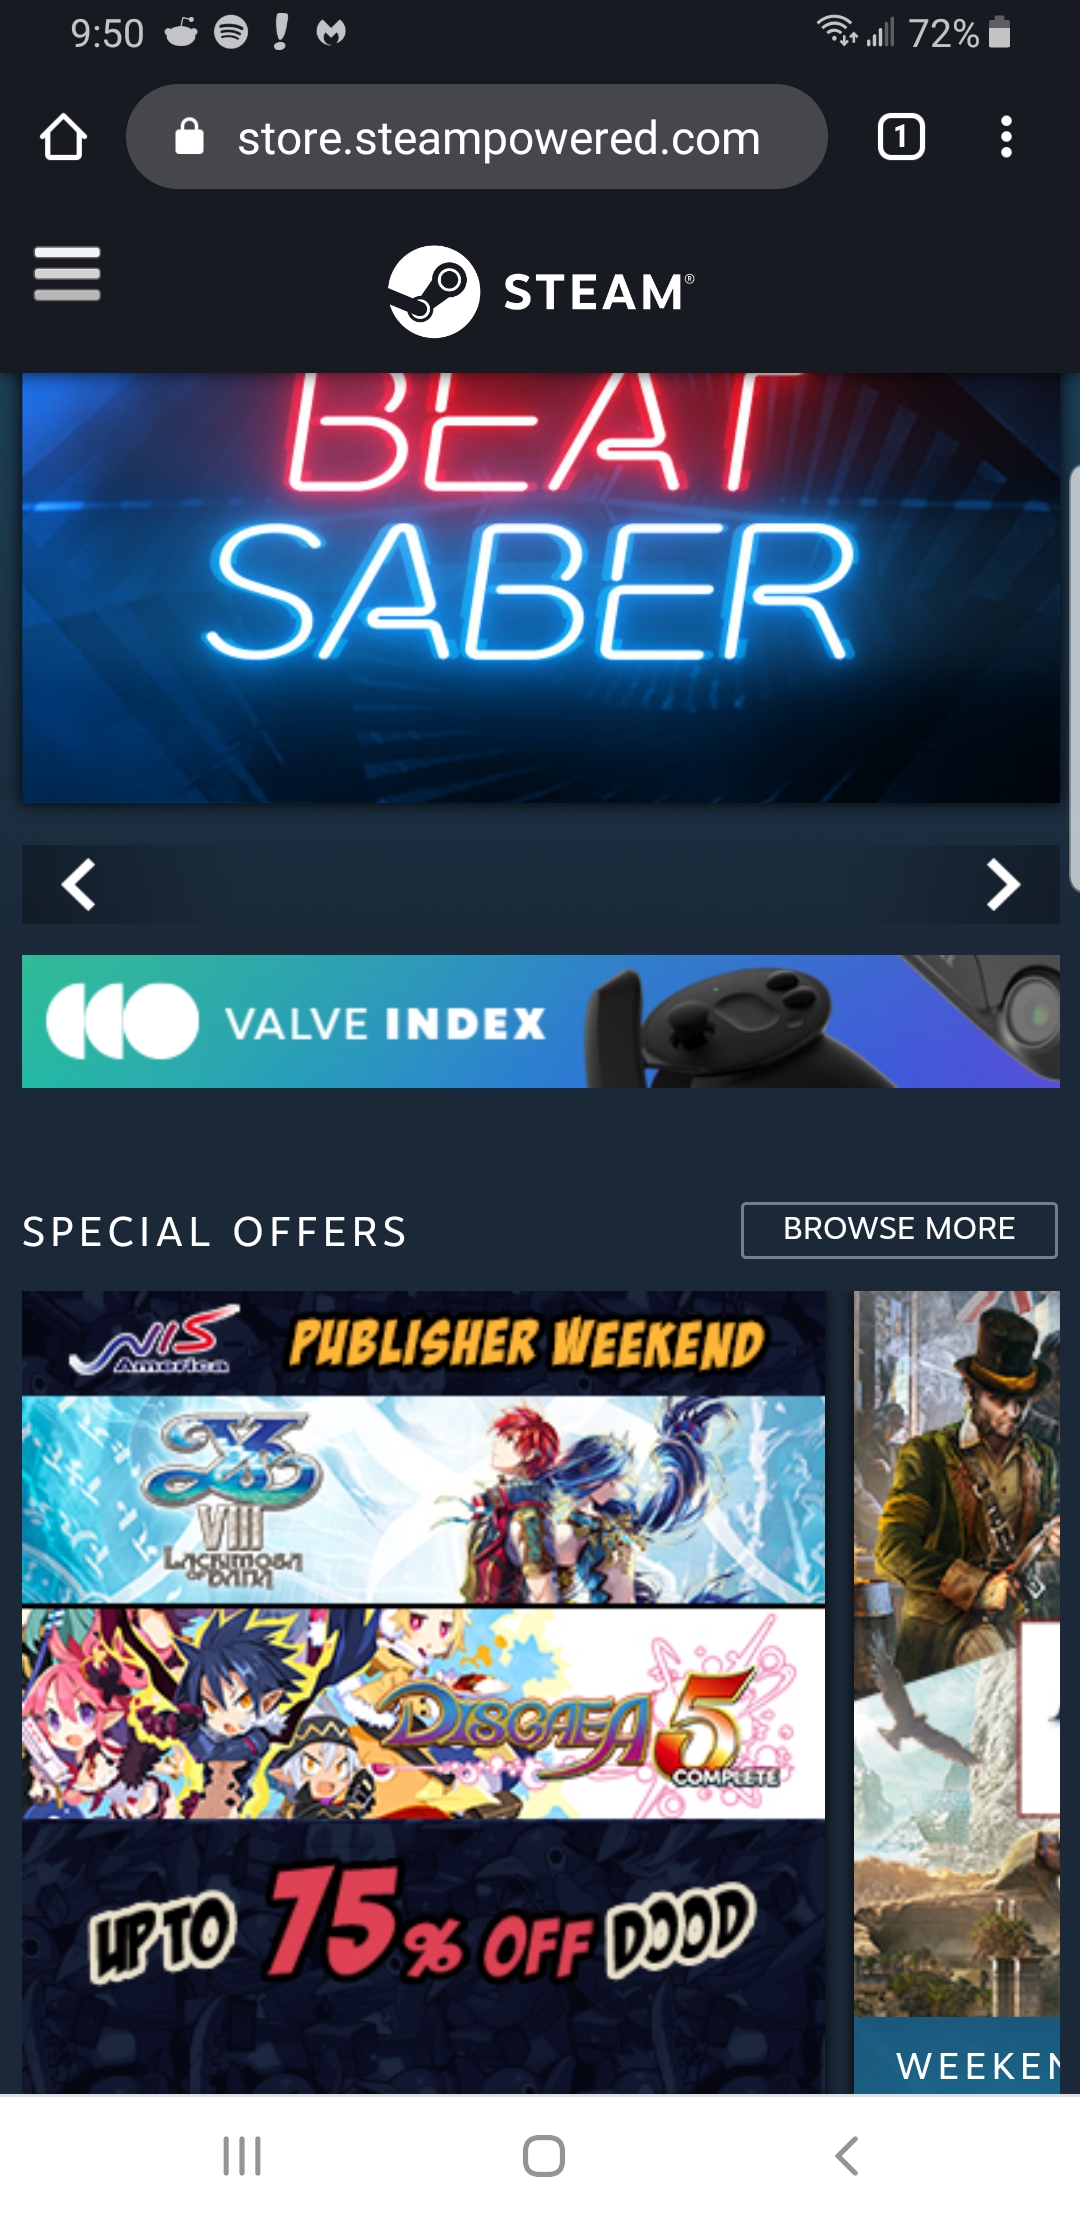 9:50
72%
store.steampowered.com
1
STEAM®
BEAT
SABER
VALVE INDEX
SPECIAL OFFERS
BROWSE MORE
NIS
America
PUBLISHER WEEKEND
YS
VIII
LACRIMOSA
OF DANA
DISGAEA 5
COMPLETE
UP TO 75% OFF DOOD
WEEKEN